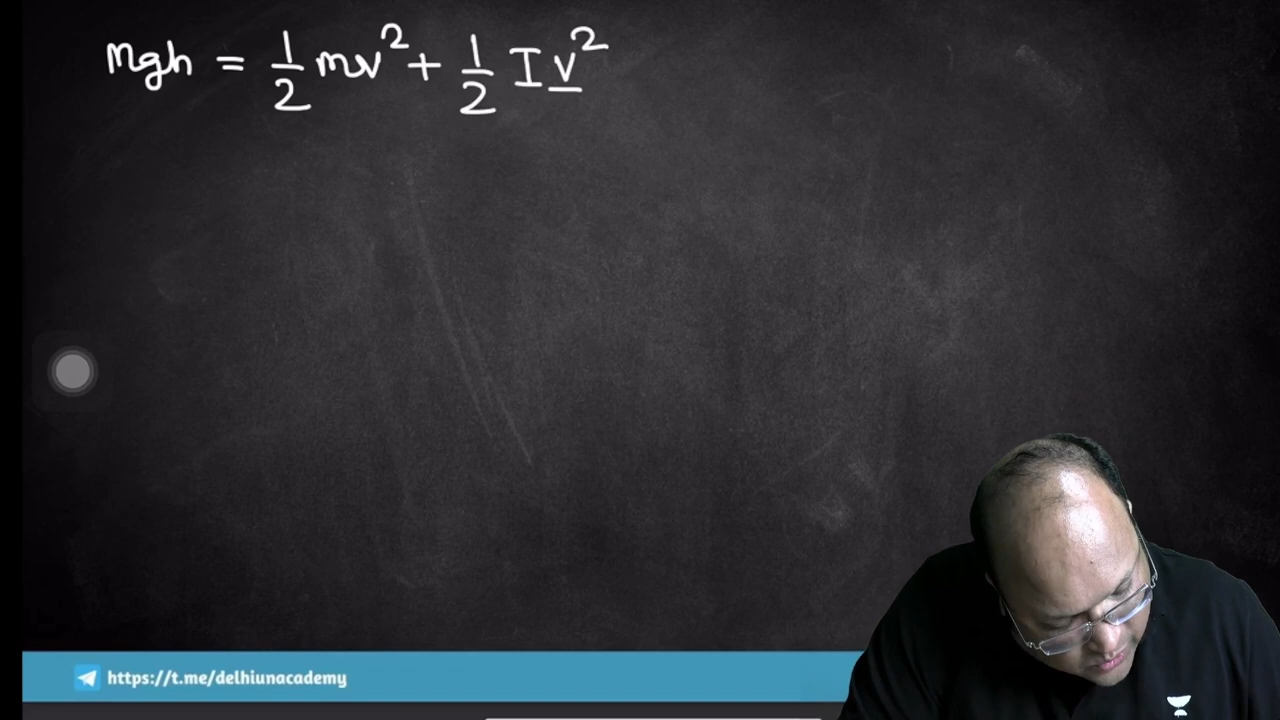 Mgh = 1/2 mv² + 1/2 I v²
https://t.me/delhiunacademy